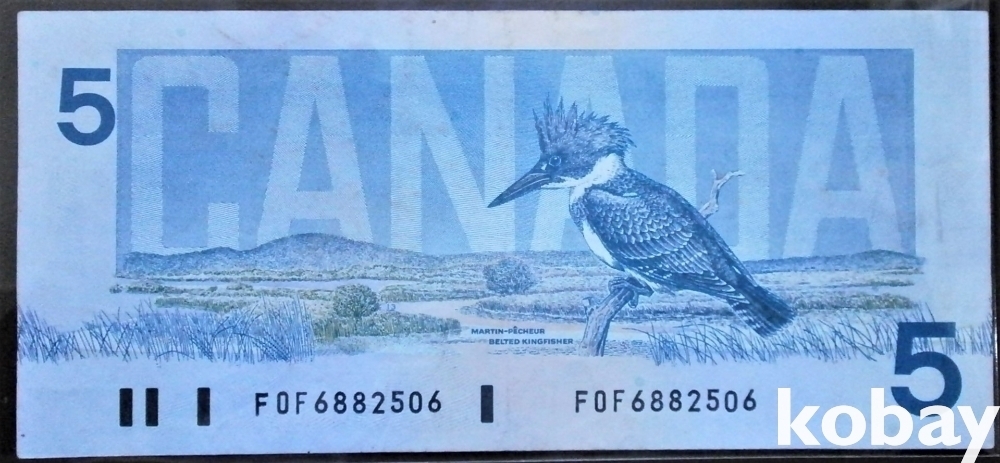 CANADA
5
MARTIN-PÊCHEUR
BELTED KINGFISHER
5
FOF6882506 FOF6882506
kobay